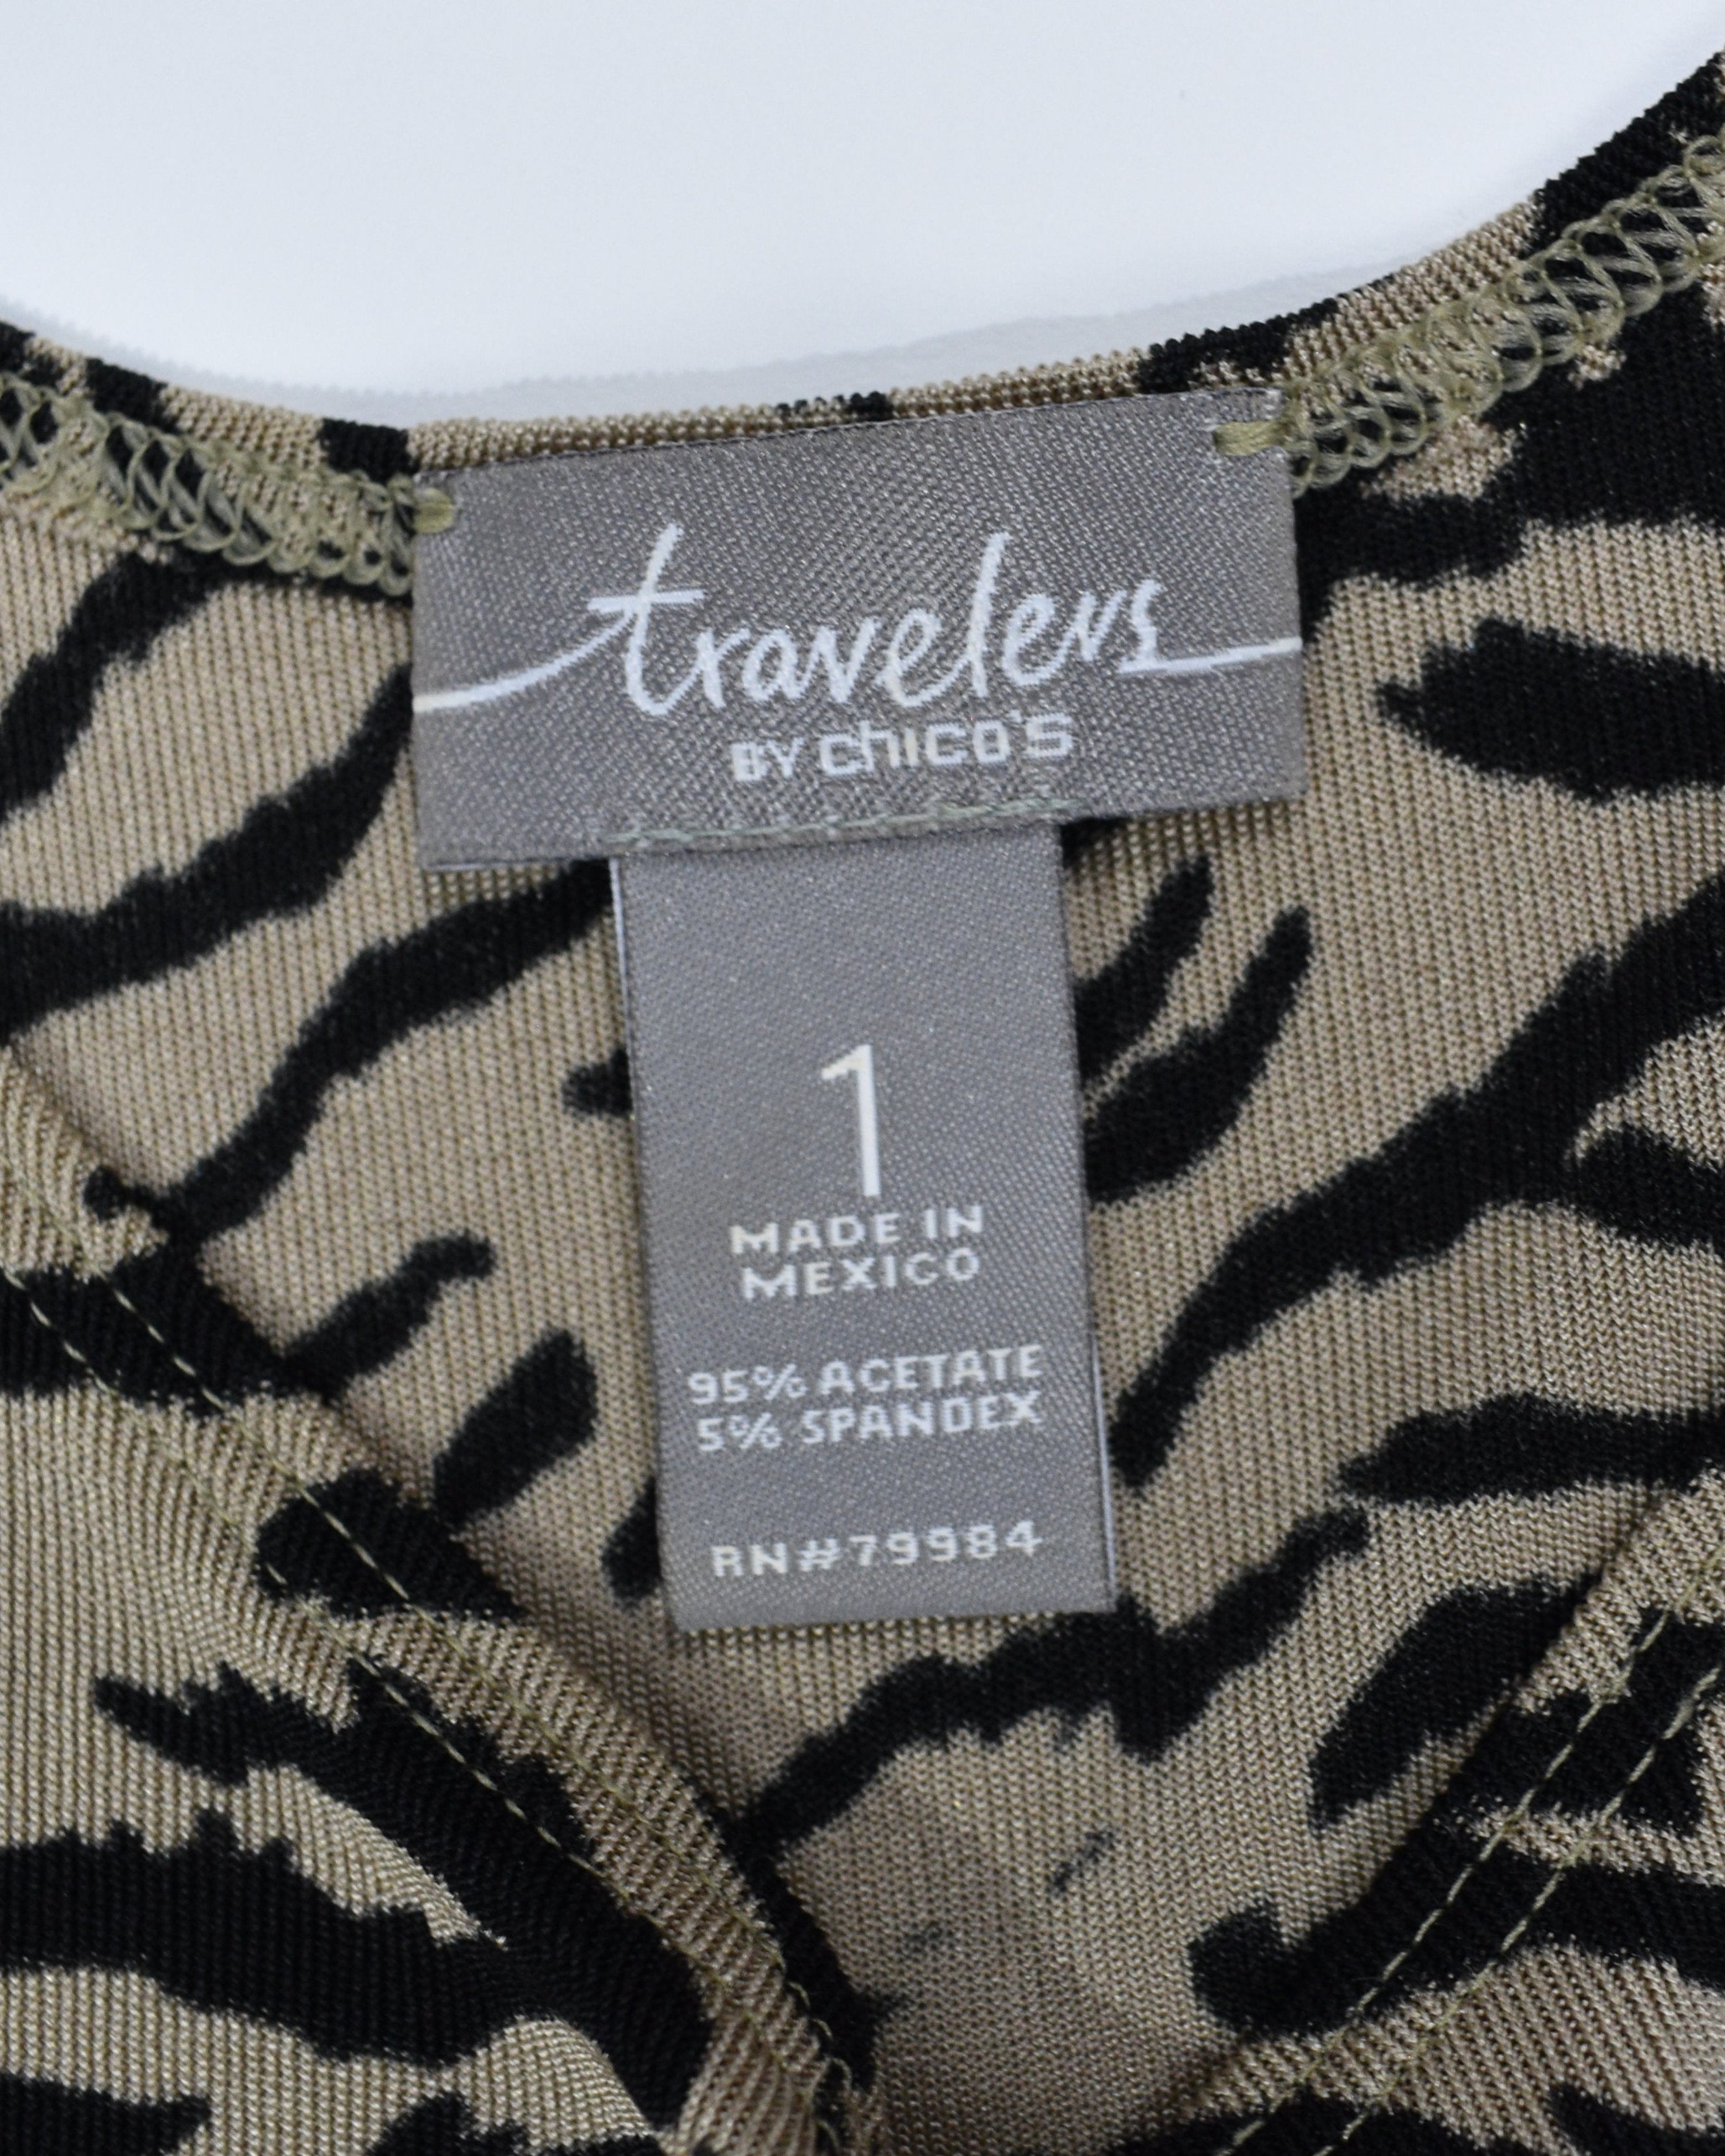 travelers
BY chico's
1
MADE IN
MEXICO
95% ACETATE
5% SPANDEX
RN#79984